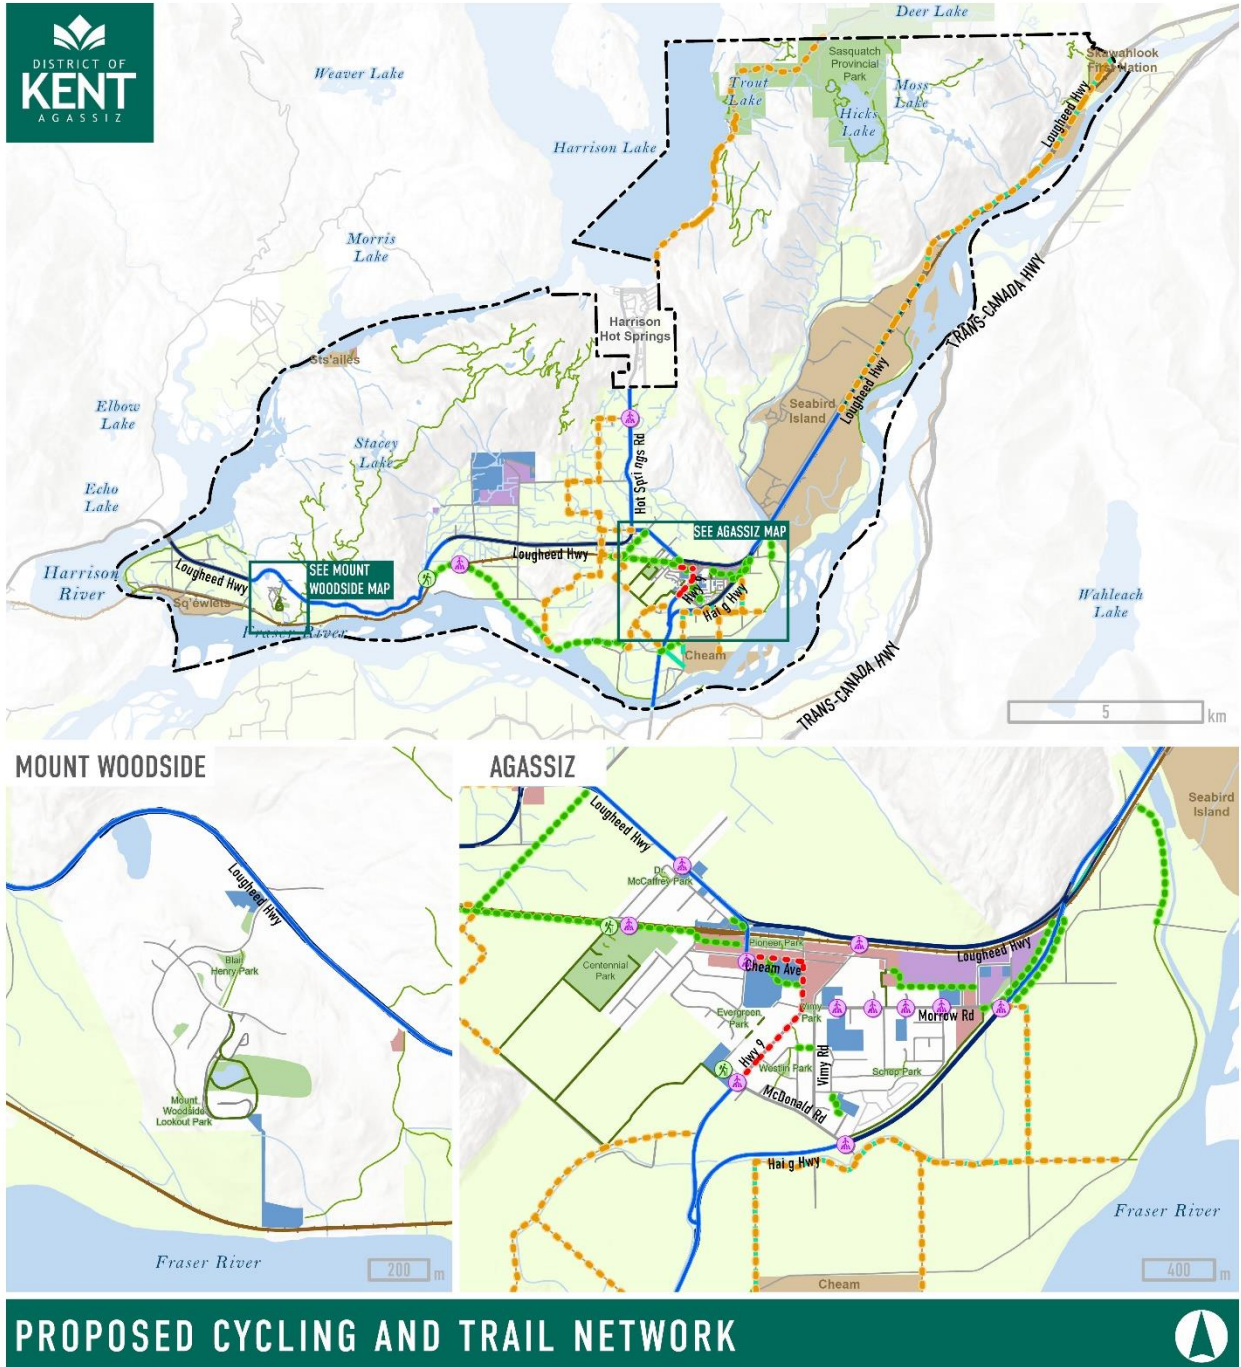 DISTRICT OF
KENT
AGASSIZ
Deer Lake
Weaver Lake
Trout
Lake
Sasquatch
Provincial
Park
Moss
Lake
Skawahlook
First Nation
Hicks
Lake
Lougheed Hwy
Harrison Lake
Morris
Lake
TRANS-CANADA HWY
Harrison
Hot Springs
Sts'ailes
Lougheed Hwy
Elbow
Lake
Seabird
Island
Stacey
Lake
Hot Springs Rd
Echo
Lake
SEE AGASSIZ MAP
Lougheed Hwy
Harrison
River
Lougheed Hwy
SEE MOUNT
WOODSIDE MAP
Hwy 9
Haig Hwy
Sq'ewlets
Wahleach
Lake
Fraser River
Cheam
TRANS-CANADA HWY
5
km
MOUNT WOODSIDE
Lougheed Hwy
Blair
Henry Park
Mount
Woodside
Lookout Park
Fraser River
200
m
AGASSIZ
Seabird
Island
Lougheed Hwy
McCaffrey Park
Pioneer Park
Lougheed Hwy
Centennial
Park
Cheam Ave
Evergreen
Park
Vimy
Park
Morrow Rd
Hwy 9
Westlin Park
Vimy Rd
Schep Park
McDonald Rd
Haig Hwy
Fraser River
Cheam
400
m
PROPOSED CYCLING AND TRAIL NETWORK